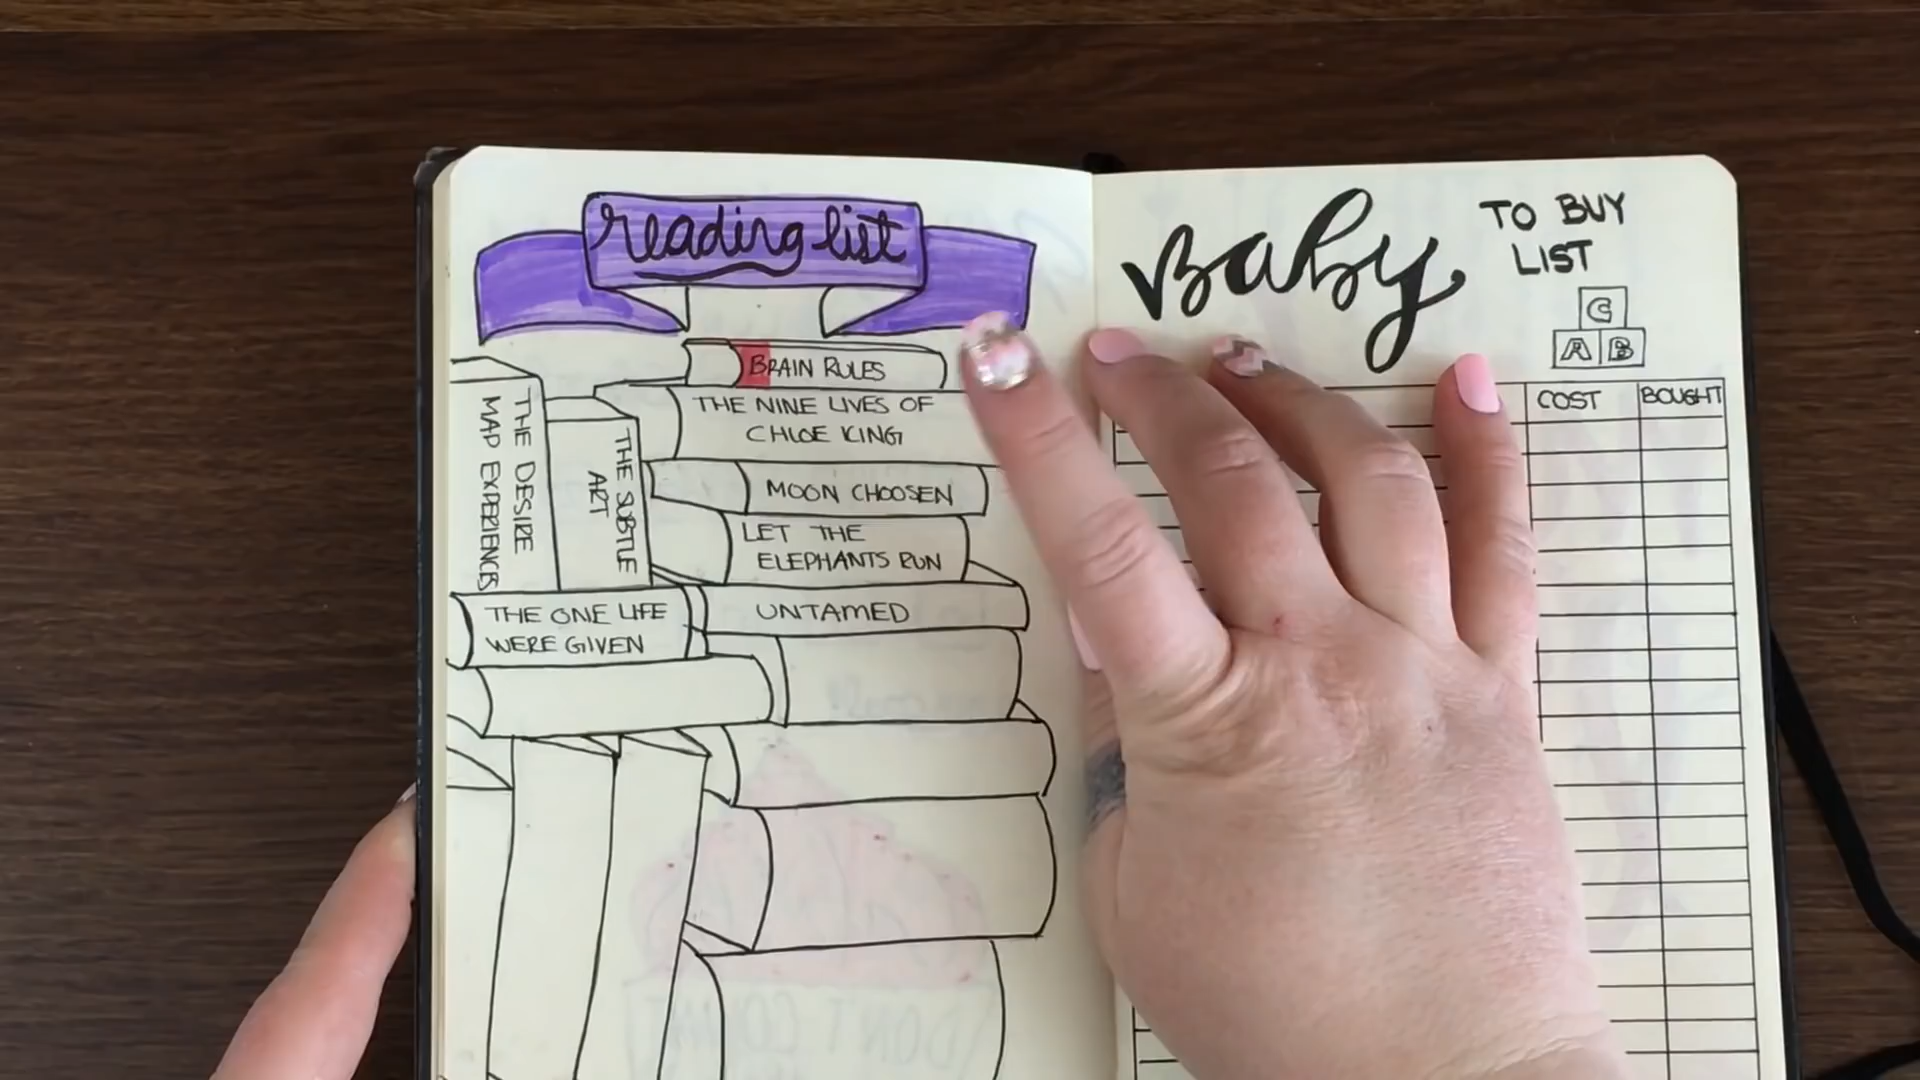 reading list
BRAIN RULES
THE NINE LIVES OF
CHLOE KING
MOON CHOOSEN
LET THE
ELEPHANTS RUN
UNTAMED
THE DESIRE
MAP EXPERIENCES
THE SUBTLE
ART
THE ONE LIFE
WERE GIVEN
Baby
TO BUY
LIST
C
A B
COST BOUGHT